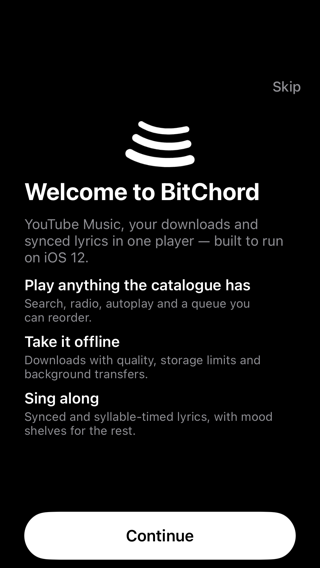 Skip
Welcome to BitChord
YouTube Music, your downloads and
synced lyrics in one player — built to run
on iOS 12.
Play anything the catalogue has
Search, radio, autoplay and a queue you
can reorder.
Take it offline
Downloads with quality, storage limits and
background transfers.
Sing along
Synced and syllable-timed lyrics, with mood
shelves for the rest.
Continue